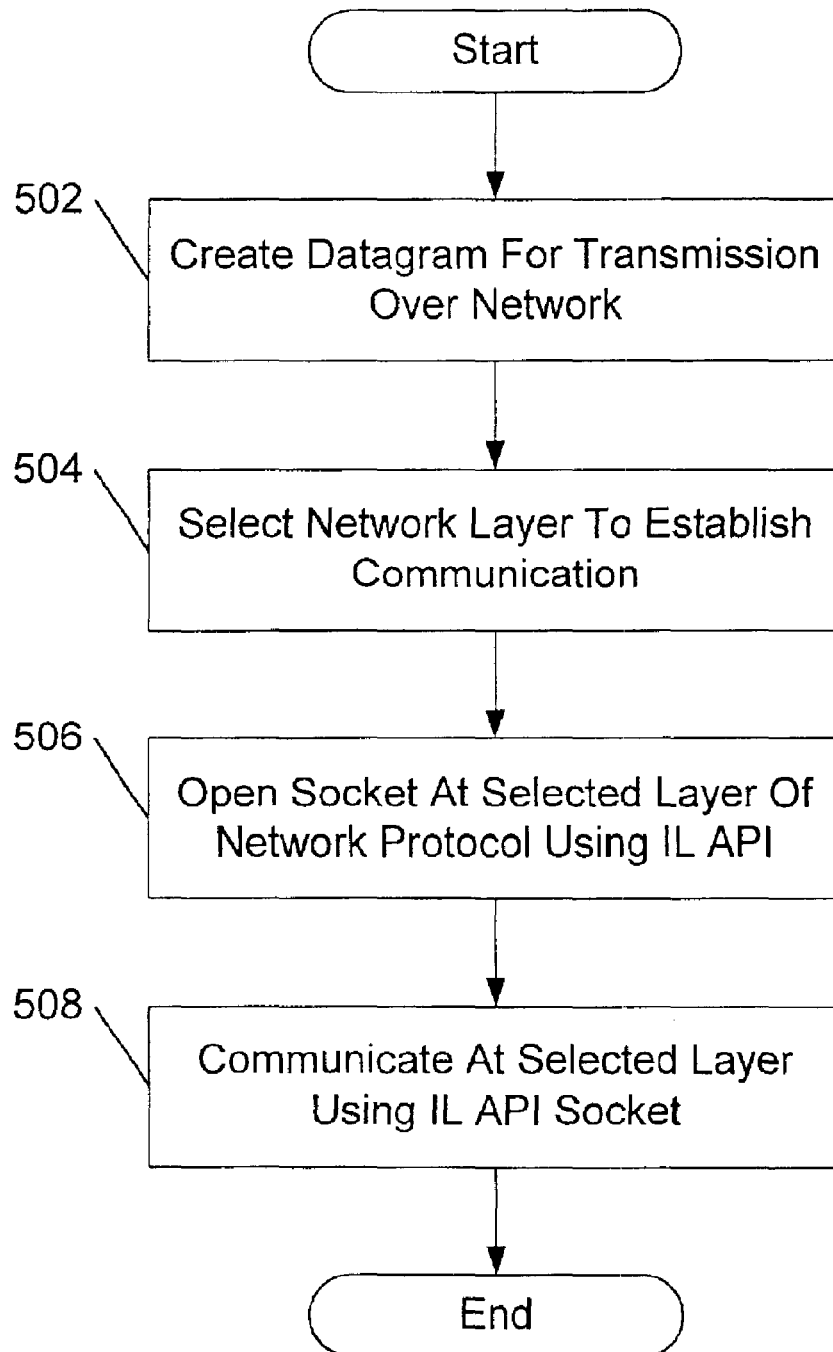 Start
502
Create Datagram For Transmission
Over Network
504
Select Network Layer To Establish
Communication
506
Open Socket At Selected Layer Of
Network Protocol Using IL API
508
Communicate At Selected Layer
Using IL API Socket
End